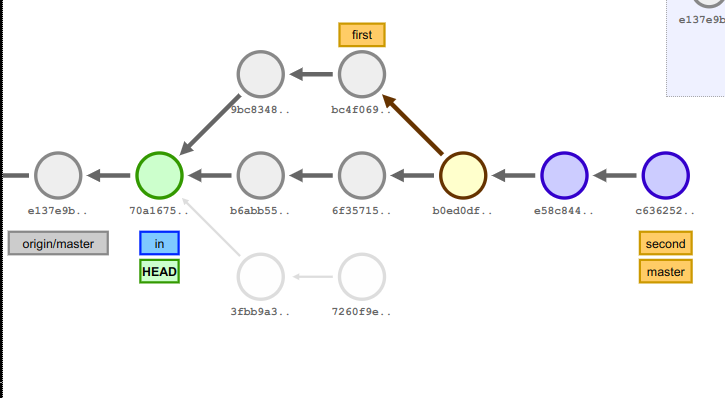 e137e9b
first
9bc8348..
bc4f069..
e137e9b..
70a1675..
b6abb55..
6f35715..
b0ed0df..
e58c844..
c636252..
origin/master
in
second
HEAD
master
3fbb9a3..
7260f9e..